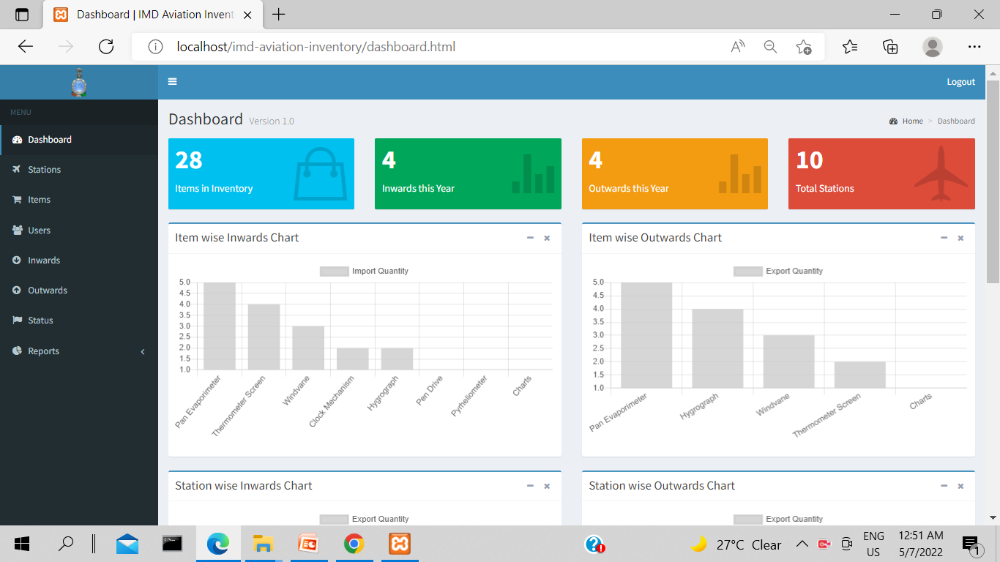 Dashboard | IMD Aviation Invent
localhost/imd-aviation-inventory/dashboard.html
Logout
MENU
Dashboard
Stations
Items
Users
Inwards
Outwards
Status
Reports
Dashboard Version 1.0
Home > Dashboard
28
Items in Inventory
4
Inwards this Year
4
Outwards this Year
10
Total Stations
Item wise Inwards Chart
Import Quantity
5.0
4.5
4.0
3.5
3.0
2.5
2.0
1.5
1.0
Pan Evaporimeter
Thermometer Screen
Windvane
Clock Mechanism
Hygrograph
Pen Drive
Pyrheliometer
Charts
Item wise Outwards Chart
Export Quantity
5.0
4.5
4.0
3.5
3.0
2.5
2.0
1.5
1.0
Pan Evaporimeter
Hygrograph
Windvane
Thermometer Screen
Charts
Station wise Inwards Chart
Export Quantity
Station wise Outwards Chart
Export Quantity
27°C Clear
ENG
US
12:51 AM
5/7/2022
1